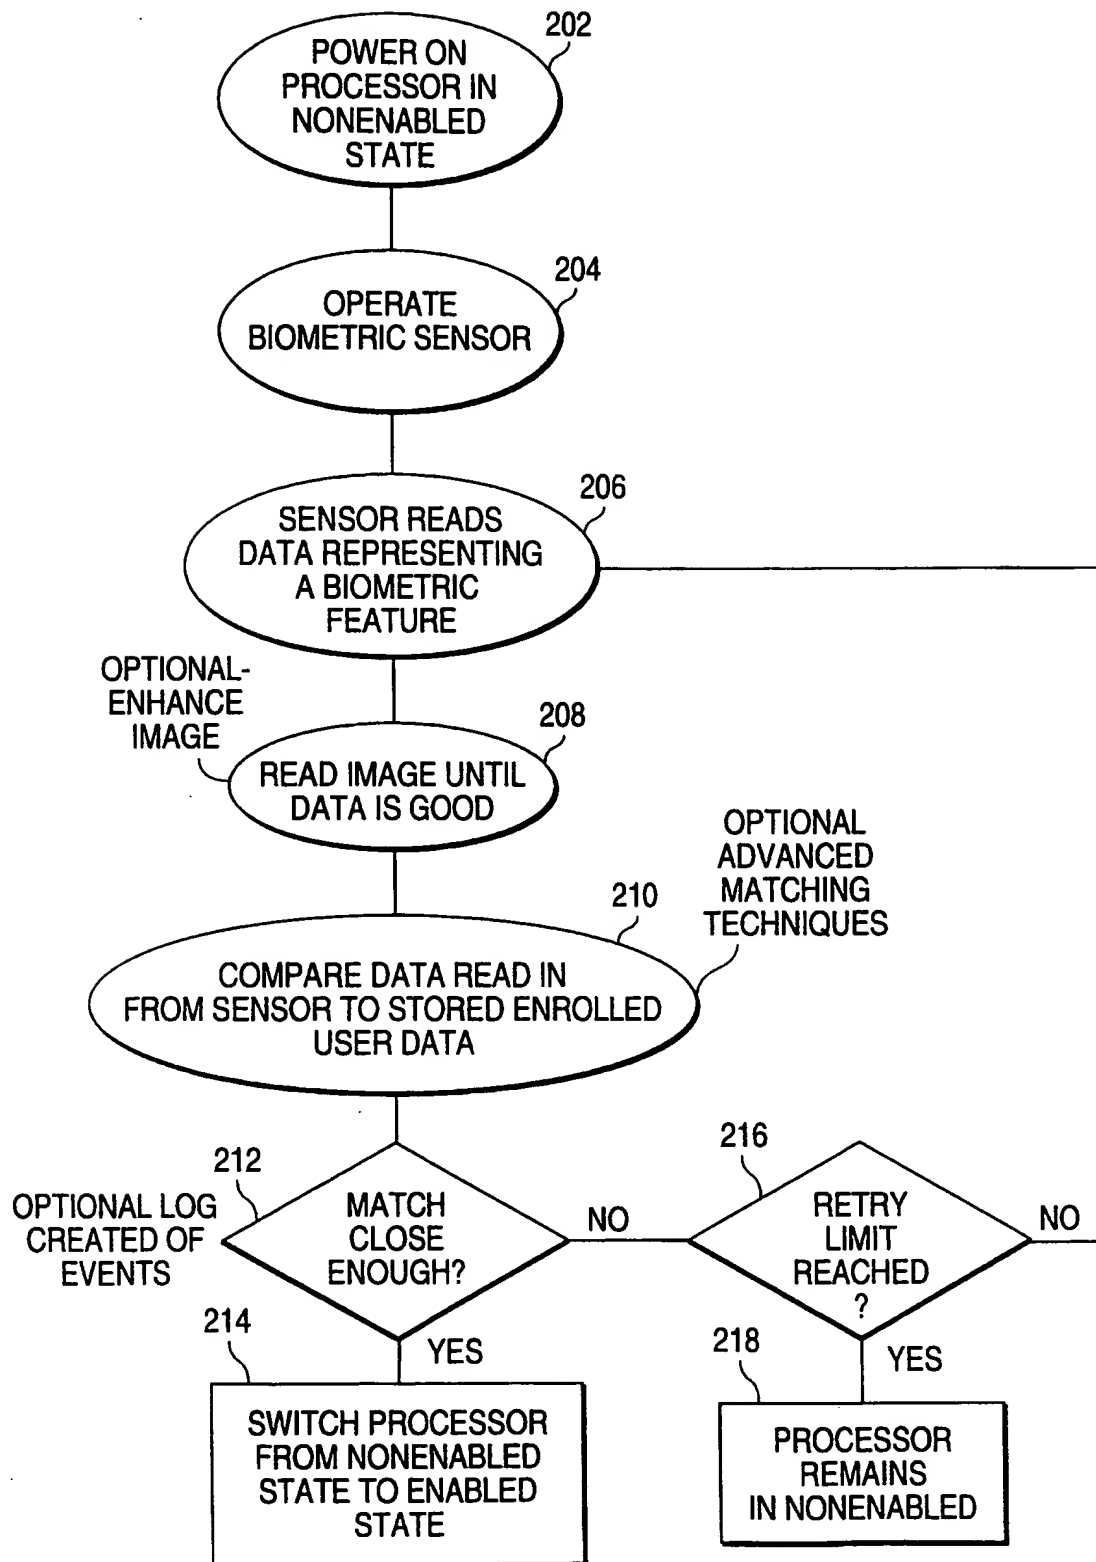 202
POWER ON
PROCESSOR IN
NONENABLED
STATE
204
OPERATE
BIOMETRIC SENSOR
206
SENSOR READS
DATA REPRESENTING
A BIOMETRIC
FEATURE
OPTIONAL-
ENHANCE
IMAGE
208
READ IMAGE UNTIL
DATA IS GOOD
OPTIONAL
ADVANCED
MATCHING
TECHNIQUES
210
COMPARE DATA READ IN
FROM SENSOR TO STORED ENROLLED
USER DATA
212
OPTIONAL LOG
CREATED OF
EVENTS
MATCH
CLOSE
ENOUGH?
NO
216
RETRY
LIMIT
REACHED
?
NO
214
YES
SWITCH PROCESSOR
FROM NONENABLED
STATE TO ENABLED
STATE
218
YES
PROCESSOR
REMAINS
IN NONENABLED